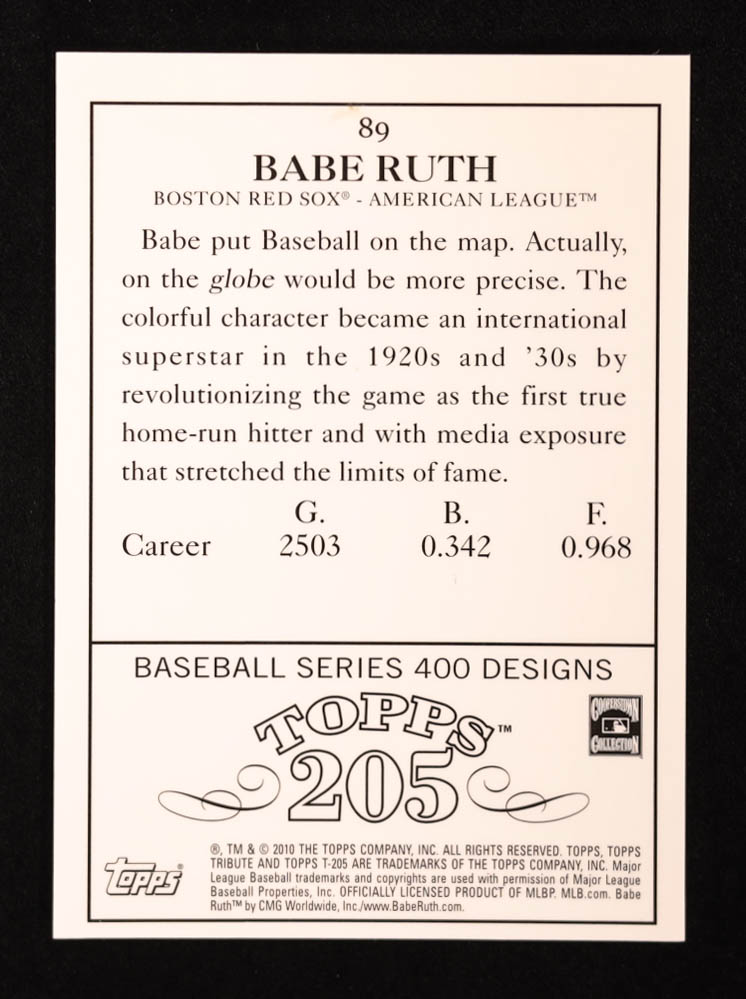 89
BABE RUTH
BOSTON RED SOX® - AMERICAN LEAGUE™
Babe put Baseball on the map. Actually,
on the globe would be more precise. The
colorful character became an international
superstar in the 1920s and ’30s by
revolutionizing the game as the first true
home-run hitter and with media exposure
that stretched the limits of fame.
G. B. F.
Career 2503 0.342 0.968
BASEBALL SERIES 400 DESIGNS
TOPPS™
205
COOPERSTOWN
COLLECTION
Topps®
®, TM & © 2010 THE TOPPS COMPANY, INC. ALL RIGHTS RESERVED. TOPPS, TOPPS
TRIBUTE AND TOPPS T-205 ARE TRADEMARKS OF THE TOPPS COMPANY, INC. Major
League Baseball trademarks and copyrights are used with permission of Major League
Baseball Properties, Inc. OFFICIALLY LICENSED PRODUCT OF MLBP. MLB.com. Babe
Ruth™ by CMG Worldwide, Inc./www.BabeRuth.com.